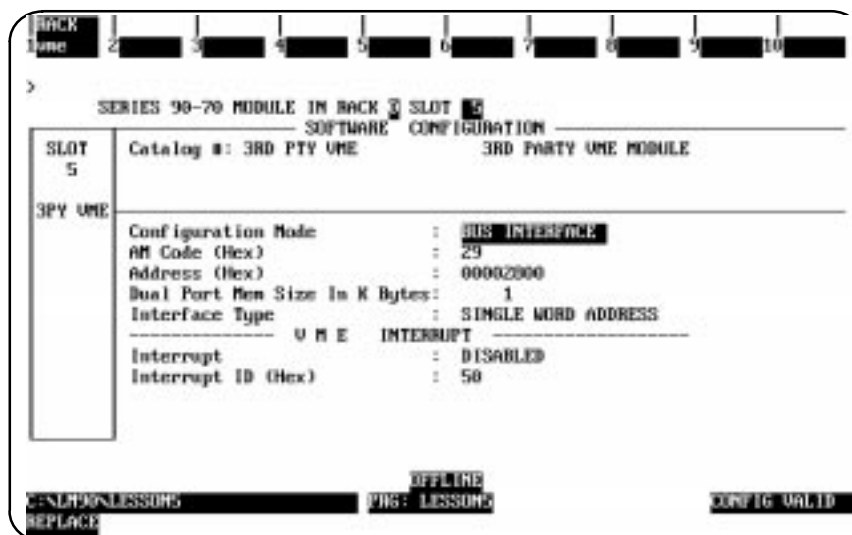 RACK
1vme 2 3 4 5 6 7 8 9 10
>
SERIES 90-70 MODULE IN RACK 0 SLOT 5
SOFTWARE CONFIGURATION
SLOT Catalog #: 3RD PTY VME 3RD PARTY VME MODULE
5
3PY VME
Configuration Mode : BUS INTERFACE
AM Code (Hex) : 29
Address (Hex) : 00002800
Dual Port Mem Size In K Bytes: 1
Interface Type : SINGLE WORD ADDRESS
-------------- V M E INTERRUPT -------------------
Interrupt : DISABLED
Interrupt ID (Hex) : 50
OFFLINE
C:\LM90\LESSON5 PRG: LESSON5 CONFIG VALID
REPLACE